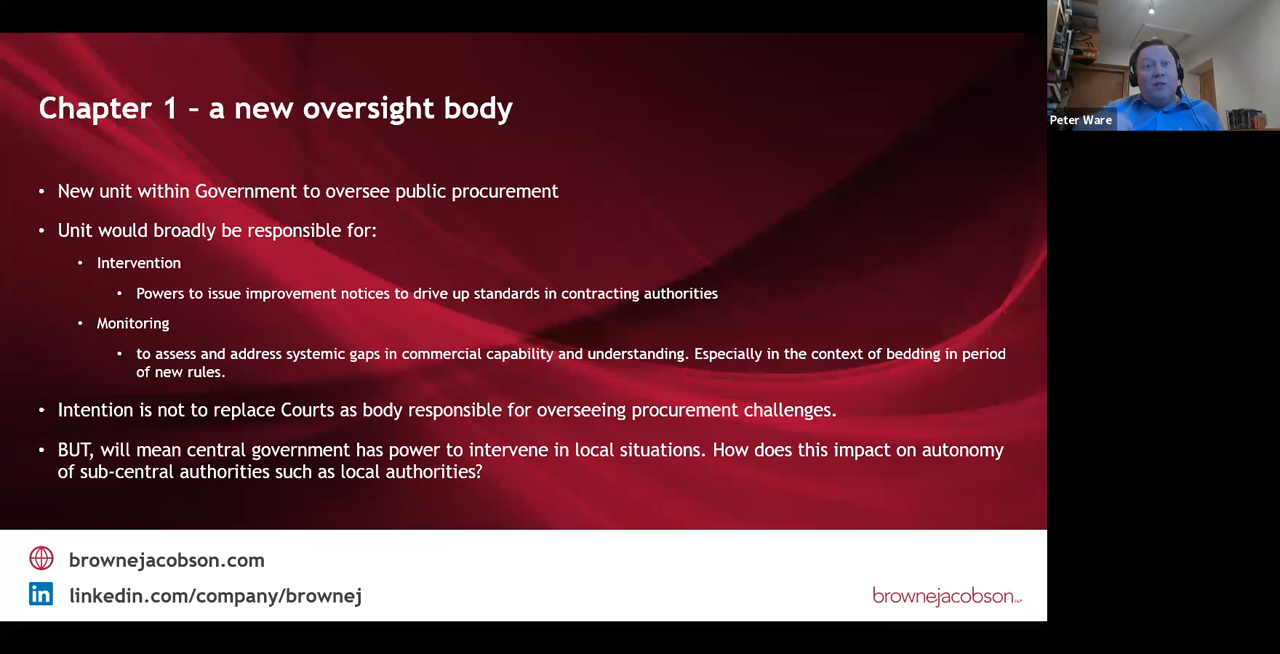 Chapter 1 – a new oversight body
• New unit within Government to oversee public procurement
• Unit would broadly be responsible for:
• Intervention
• Powers to issue improvement notices to drive up standards in contracting authorities
• Monitoring
• to assess and address systemic gaps in commercial capability and understanding. Especially in the context of bedding in period
of new rules.
• Intention is not to replace Courts as body responsible for overseeing procurement challenges.
• BUT, will mean central government has power to intervene in local situations. How does this impact on autonomy
of sub-central authorities such as local authorities?
brownejacobson.com
in linkedin.com/company/brownej
brownejacobson
Peter Ware